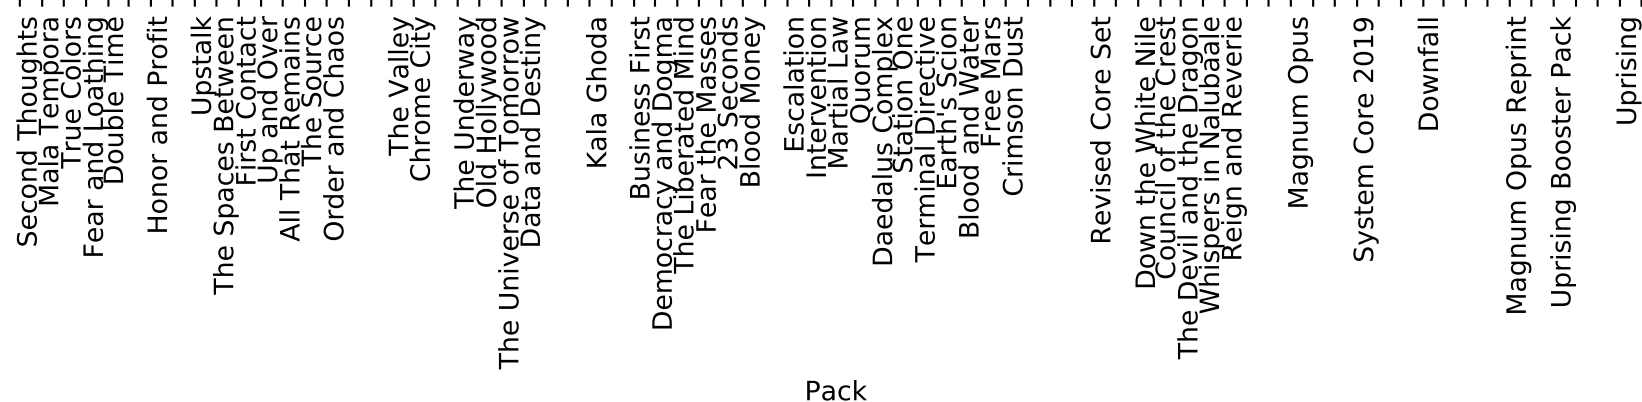 Second Thoughts
Mala Tempora
True Colors
Fear and Loathing
Double Time
Honor and Profit
Upstalk
The Spaces Between
First Contact
Up and Over
All That Remains
The Source
Order and Chaos
The Valley
Chrome City
The Underway
Old Hollywood
The Universe of Tomorrow
Data and Destiny
Kala Ghoda
Business First
Democracy and Dogma
The Liberated Mind
Fear the Masses
23 Seconds
Blood Money
Escalation
Intervention
Martial Law
Quorum
Daedalus Complex
Station One
Terminal Directive
Earth's Scion
Blood and Water
Free Mars
Crimson Dust
Revised Core Set
Down the White Nile
Council of the Crest
The Devil and the Dragon
Whispers in Nalubaale
Reign and Reverie
Magnum Opus
System Core 2019
Downfall
Magnum Opus Reprint
Uprising Booster Pack
Uprising
Pack